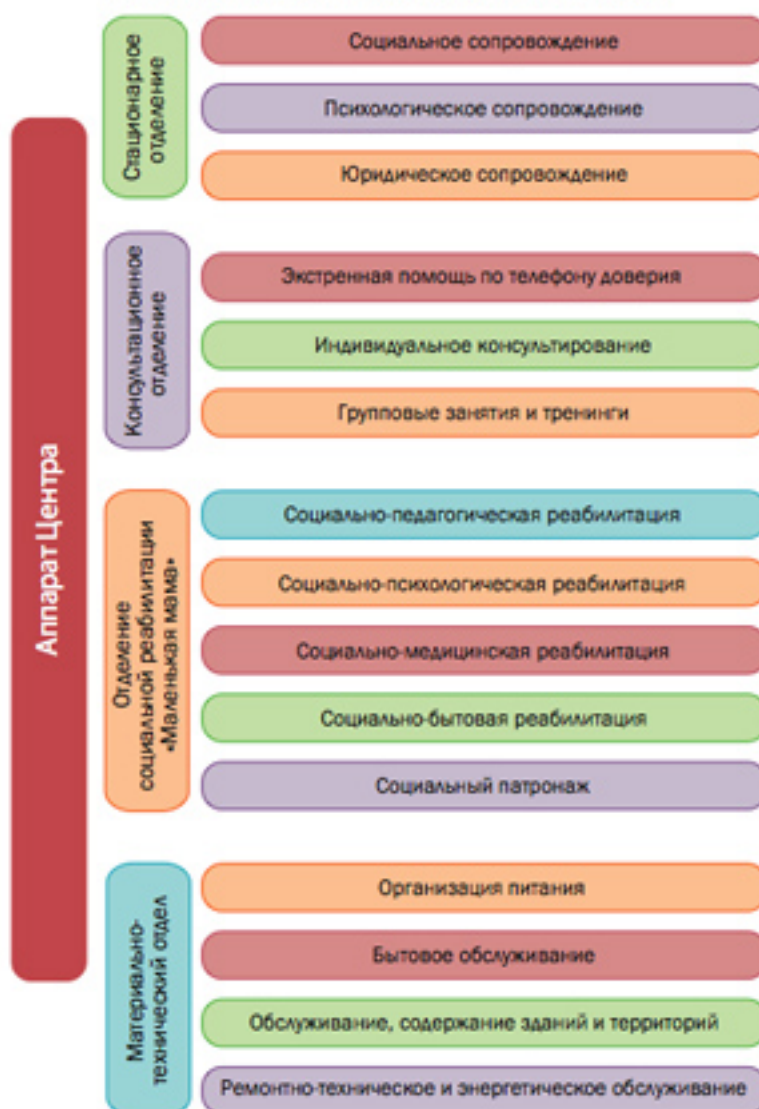 Аппарат Центра
Стационарное
отделение
Социальное сопровождение
Психологическое сопровождение
Юридическое сопровождение
Консультационное
отделение
Экстренная помощь по телефону доверия
Индивидуальное консультирование
Групповые занятия и тренинги
Отделение
социальной реабилитации
«Маленькая мама»
Социально-педагогическая реабилитация
Социально-психологическая реабилитация
Социально-медицинская реабилитация
Социально-бытовая реабилитация
Социальный патронаж
Материально-
технический отдел
Организация питания
Бытовое обслуживание
Обслуживание, содержание зданий и территорий
Ремонтно-техническое и энергетическое обслуживание